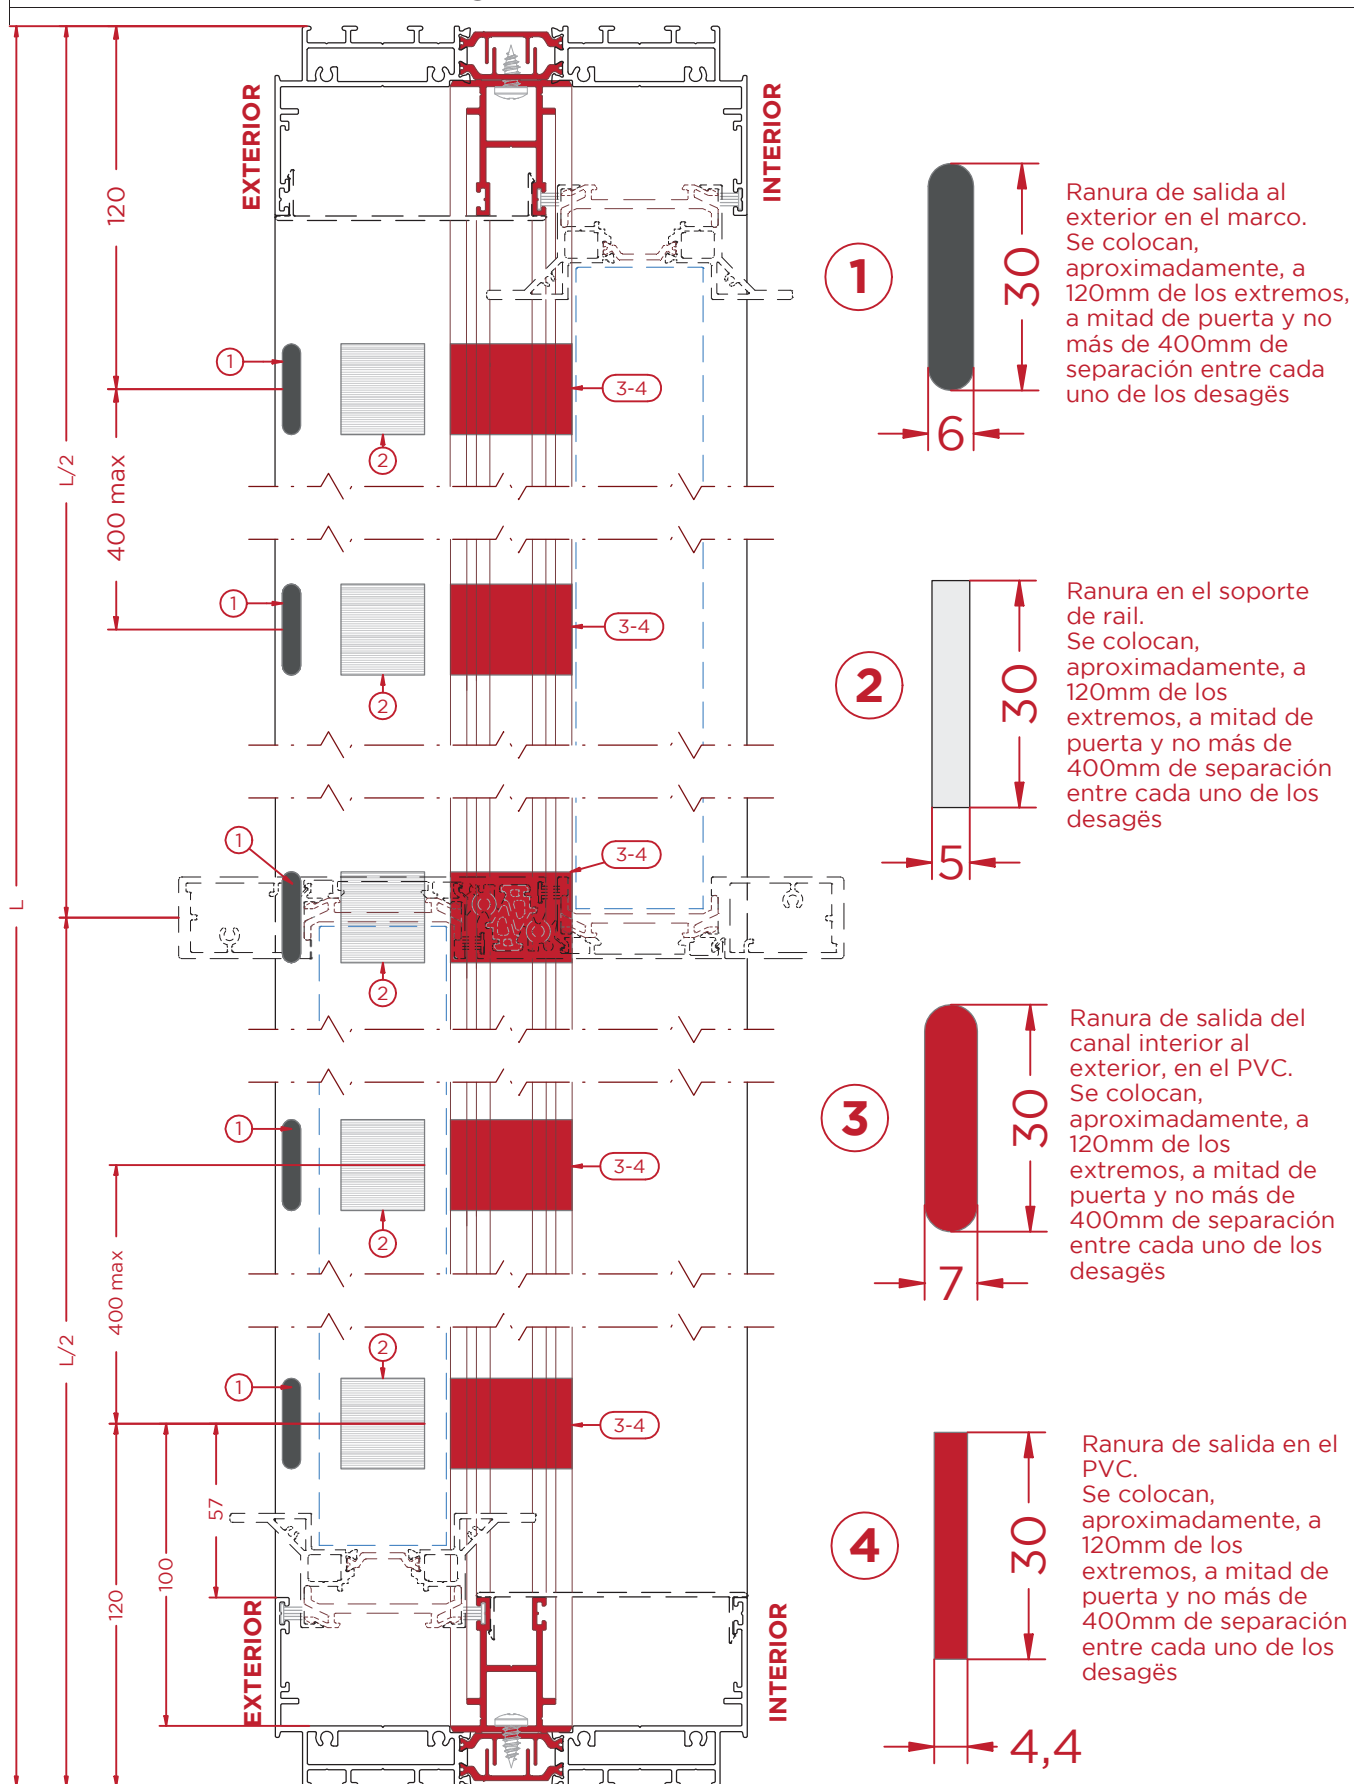 EXTERIOR
INTERIOR
120
400 max
L/2
L
1
2
3-4
1
2
3-4
1
2
3-4
1
2
3-4
1
2
3-4
400 max
L/2
57
100
120
EXTERIOR
INTERIOR
1
30
6
Ranura de salida al
exterior en el marco.
Se colocan,
aproximadamente, a
120mm de los extremos,
a mitad de puerta y no
más de 400mm de
separación entre cada
uno de los desagës
2
30
5
Ranura en el soporte
de rail.
Se colocan,
aproximadamente, a
120mm de los
extremos, a mitad de
puerta y no más de
400mm de separación
entre cada uno de los
desagës
3
30
7
Ranura de salida del
canal interior al
exterior, en el PVC.
Se colocan,
aproximadamente, a
120mm de los
extremos, a mitad de
puerta y no más de
400mm de separación
entre cada uno de los
desagës
4
30
4,4
Ranura de salida en el
PVC.
Se colocan,
aproximadamente, a
120mm de los
extremos, a mitad de
puerta y no más de
400mm de separación
entre cada uno de los
desagës